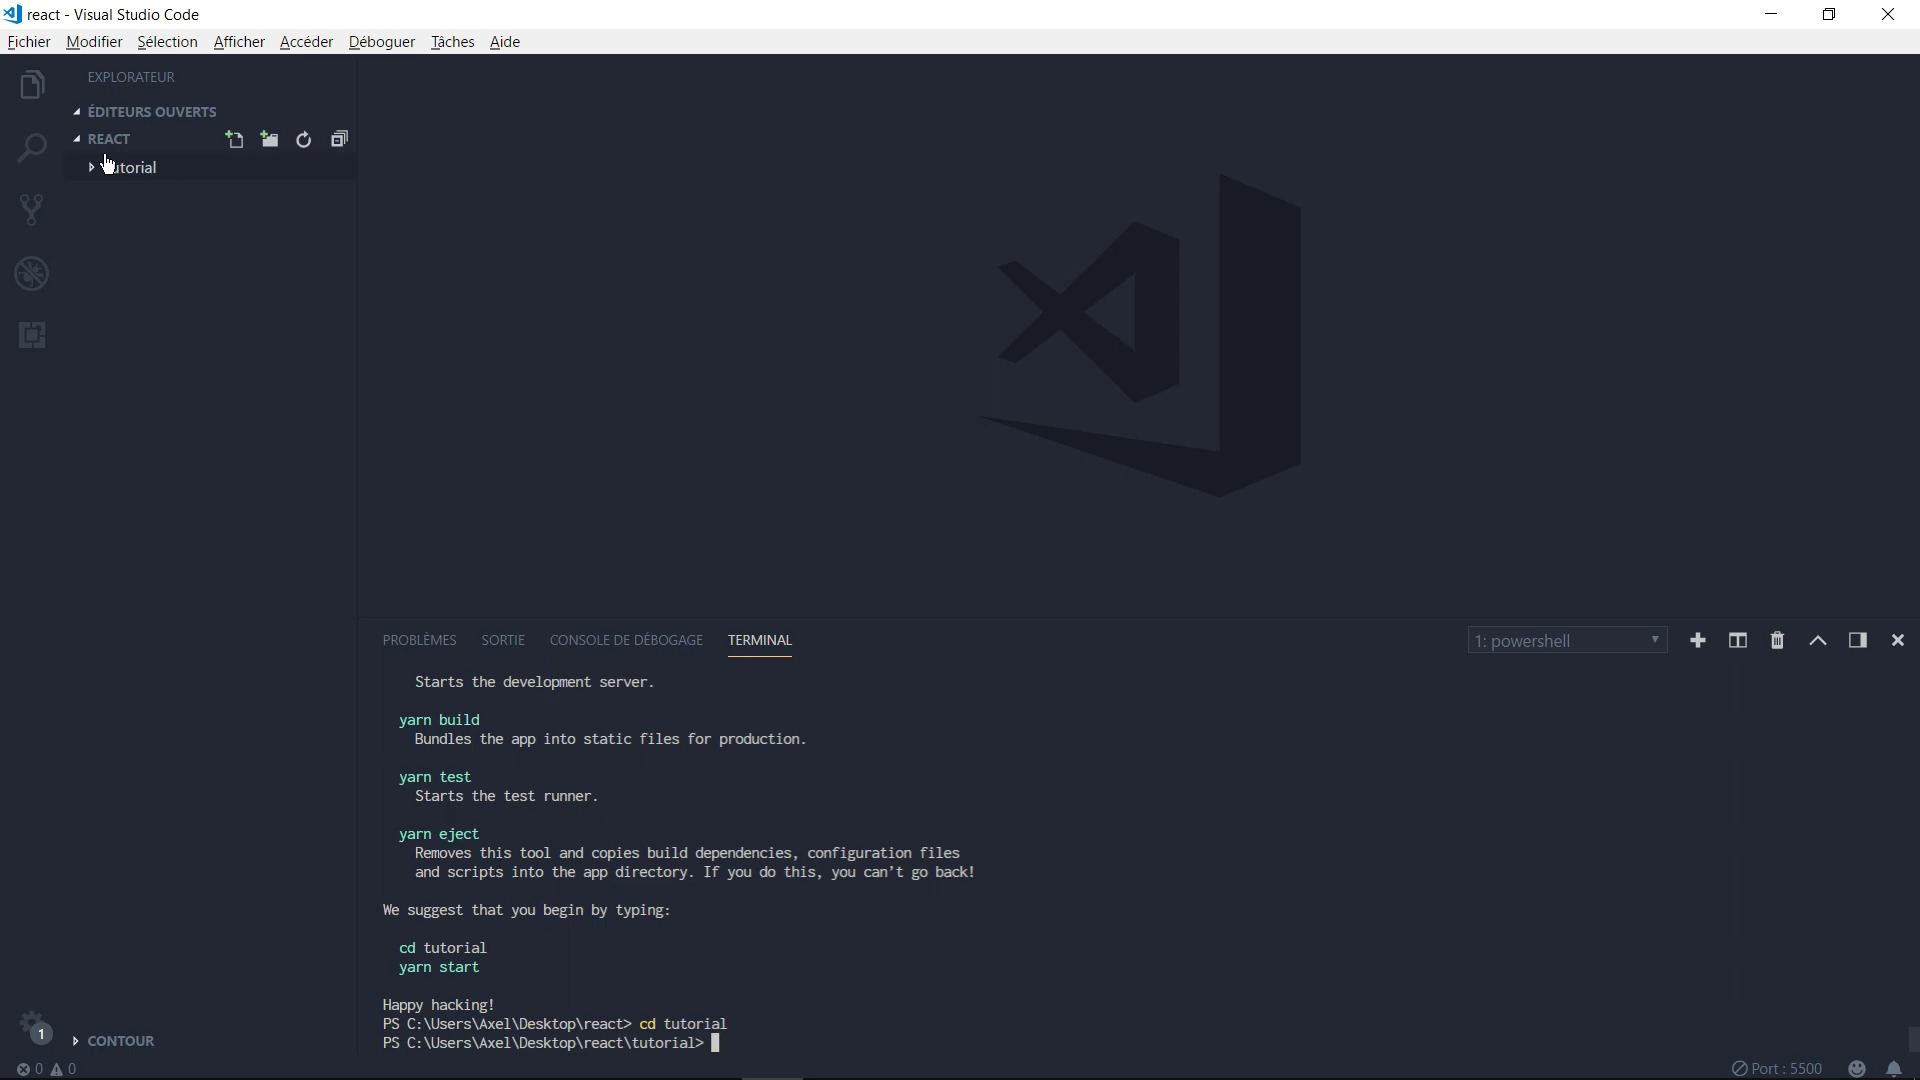 react - Visual Studio Code
Fichier Modifier Sélection Afficher Accéder Déboguer Tâches Aide
EXPLORATEUR
ÉDITEURS OUVERTS
REACT
utorial
PROBLÈMES SORTIE CONSOLE DE DÉBOGAGE TERMINAL 1: powershell
Starts the development server.
yarn build
Bundles the app into static files for production.
yarn test
Starts the test runner.
yarn eject
Removes this tool and copies build dependencies, configuration files
and scripts into the app directory. If you do this, you can't go back!
We suggest that you begin by typing:
cd tutorial
yarn start
Happy hacking!
PS C:\Users\Axel\Desktop\react> cd tutorial
PS C:\Users\Axel\Desktop\react\tutorial>
1
CONTOUR
0 0 Port : 5500